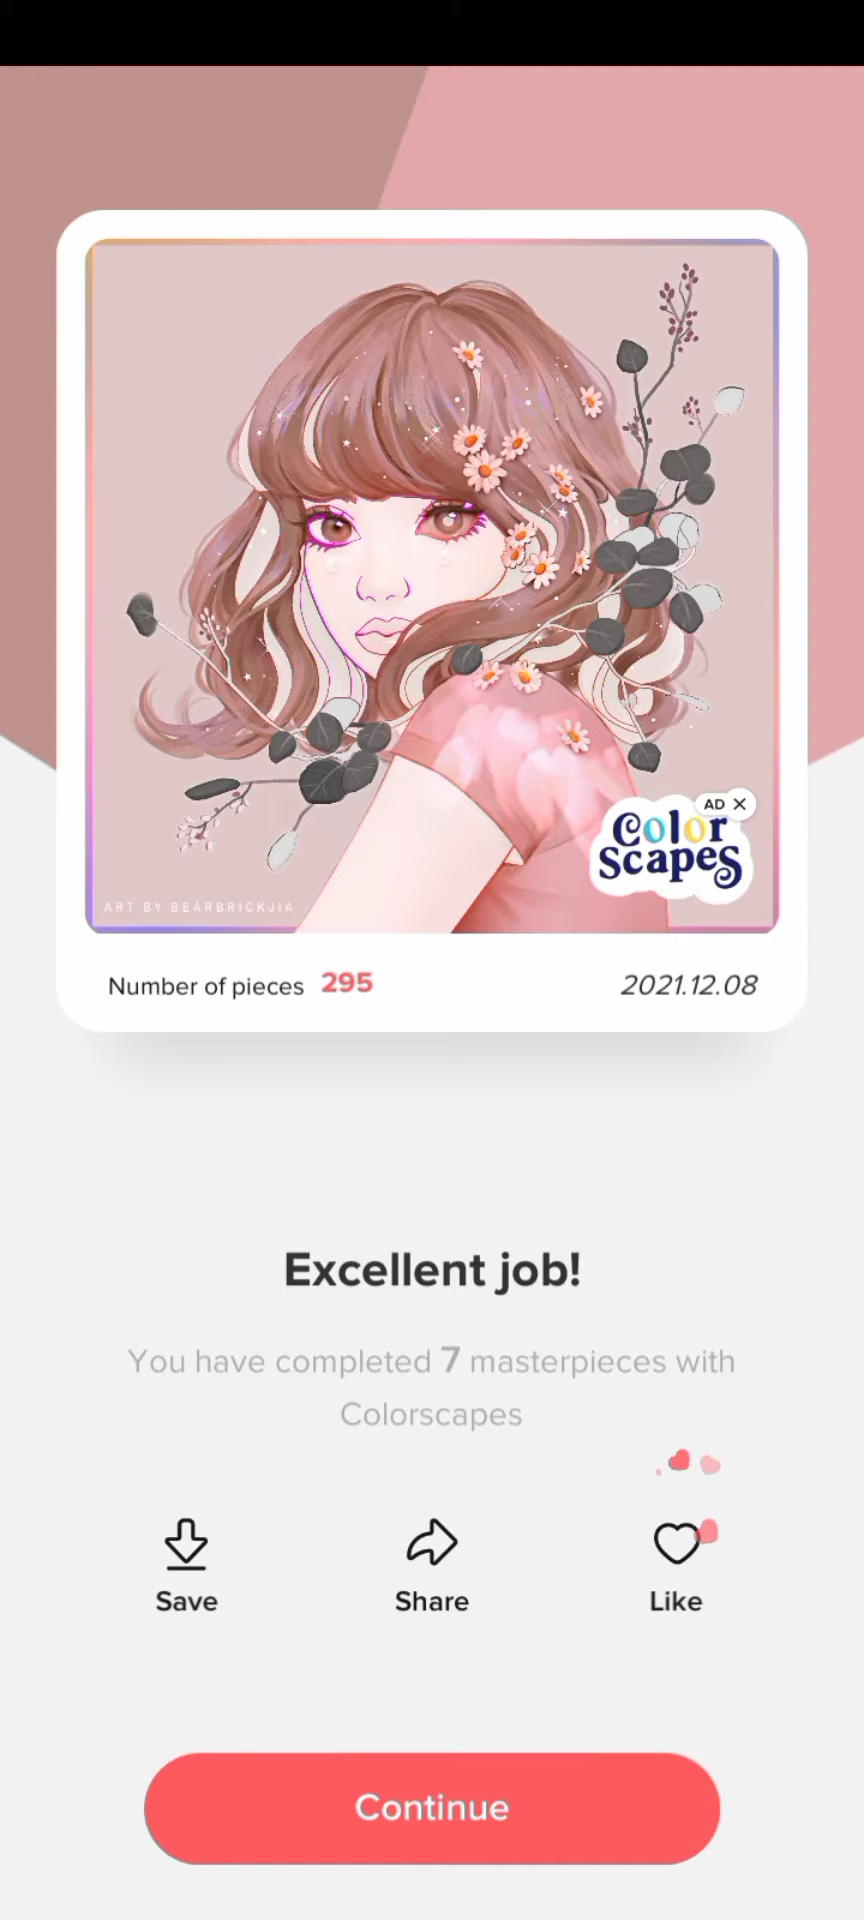 AD
Color
Scapes
ART BY BEARBRICKJIA
Number of pieces 295 2021.12.08
Excellent job!
You have completed 7 masterpieces with
Colorscapes
Save Share Like
Continue